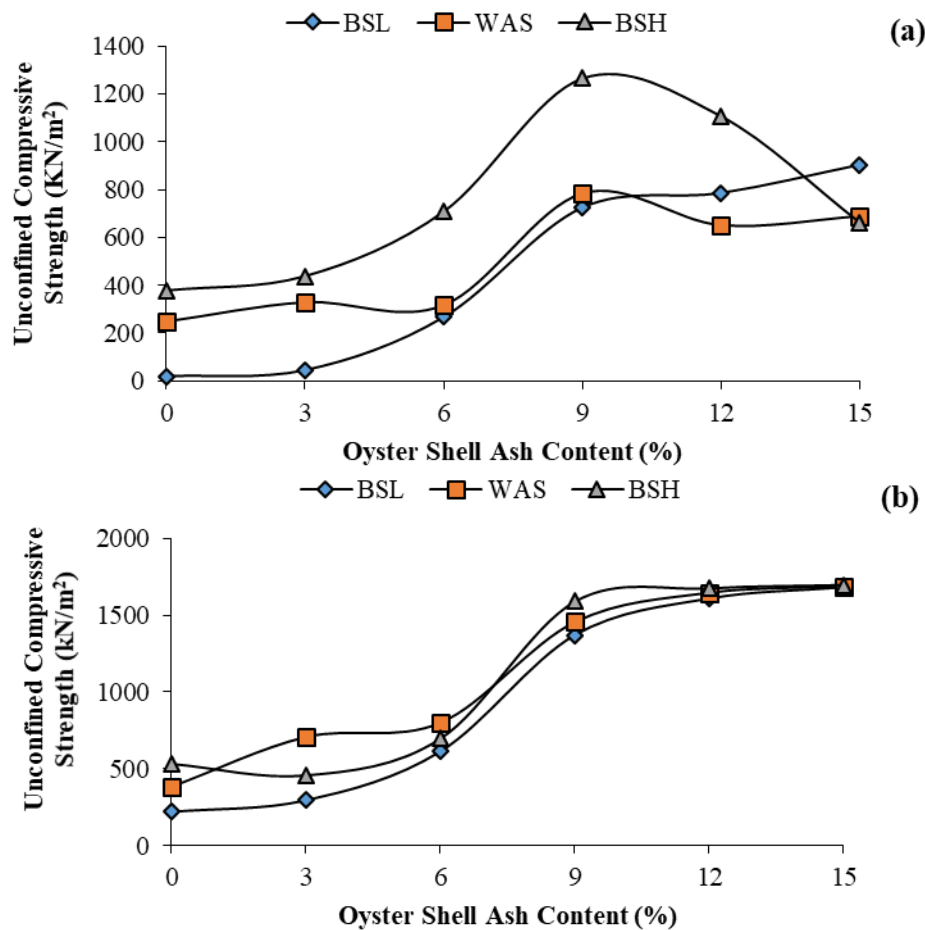 BSL WAS BSH
(a)
1400
1200
1000
800
600
400
200
0
Unconfined Compressive
Strength (KN/m²)
0 3 6 9 12 15
Oyster Shell Ash Content (%)
BSL WAS BSH
(b)
2000
1500
1000
500
0
Unconfined Compressive
Strength (kN/m²)
0 3 6 9 12 15
Oyster Shell Ash Content (%)